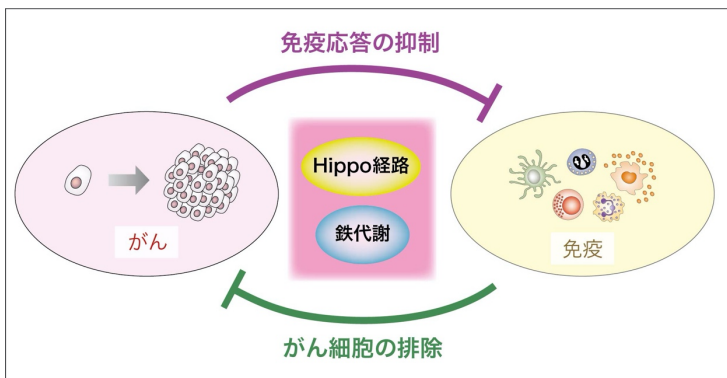 免疫応答の抑制
Hippo経路
鉄代謝
がん
免疫
がん細胞の排除